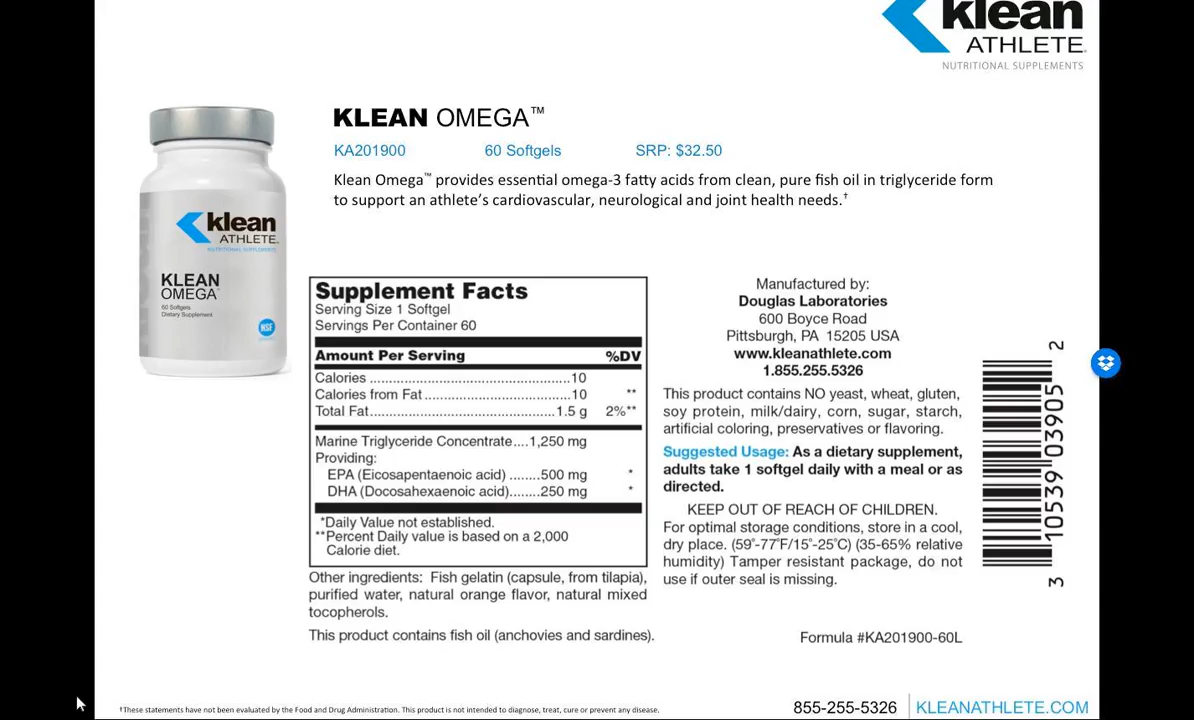 klean
ATHLETE
NUTRITIONAL SUPPLEMENTS
KLEAN OMEGA™
KA201900 60 Softgels SRP: $32.50
Klean Omega™ provides essential omega-3 fatty acids from clean, pure fish oil in triglyceride form
to support an athlete's cardiovascular, neurological and joint health needs.†
klean
ATHLETE
NUTRITIONAL SUPPLEMENTS
KLEAN
OMEGA
60 Softgels
Dietary Supplement
NSF
Supplement Facts
Serving Size 1 Softgel
Servings Per Container 60
Amount Per Serving %DV
Calories ....................................................10
Calories from Fat......................................10 **
Total Fat................................................1.5 g 2%**
Marine Triglyceride Concentrate....1,250 mg
Providing:
EPA (Eicosapentaenoic acid) ........500 mg *
DHA (Docosahexaenoic acid)........250 mg *
*Daily Value not established.
**Percent Daily value is based on a 2,000
Calorie diet.
Other ingredients: Fish gelatin (capsule, from tilapia),
purified water, natural orange flavor, natural mixed
tocopherols.
This product contains fish oil (anchovies and sardines).
Manufactured by:
Douglas Laboratories
600 Boyce Road
Pittsburgh, PA 15205 USA
www.kleanathlete.com
1.855.255.5326
This product contains NO yeast, wheat, gluten,
soy protein, milk/dairy, corn, sugar, starch,
artificial coloring, preservatives or flavoring.
Suggested Usage: As a dietary supplement,
adults take 1 softgel daily with a meal or as
directed.
KEEP OUT OF REACH OF CHILDREN.
For optimal storage conditions, store in a cool,
dry place. (59°-77°F/15°-25°C) (35-65% relative
humidity) Tamper resistant package, do not
use if outer seal is missing.
Formula #KA201900-60L
3 10539 03905 2
†These statements have not been evaluated by the Food and Drug Administration. This product is not intended to diagnose, treat, cure or prevent any disease.
855-255-5326 KLEANATHLETE.COM